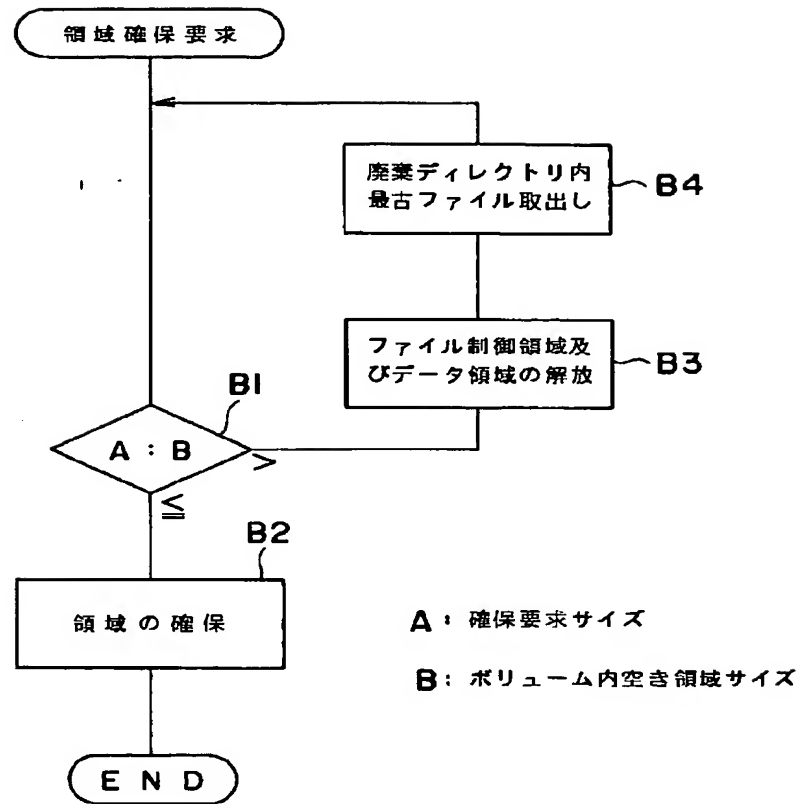 領域確保要求
廃棄ディレクトリ内
最古ファイル取出し
B4
ファイル制御領域及
びデータ領域の解放
B3
B1
A : B
>
≦
B2
領域の確保
A : 確保要求サイズ
B : ボリューム内空き領域サイズ
END